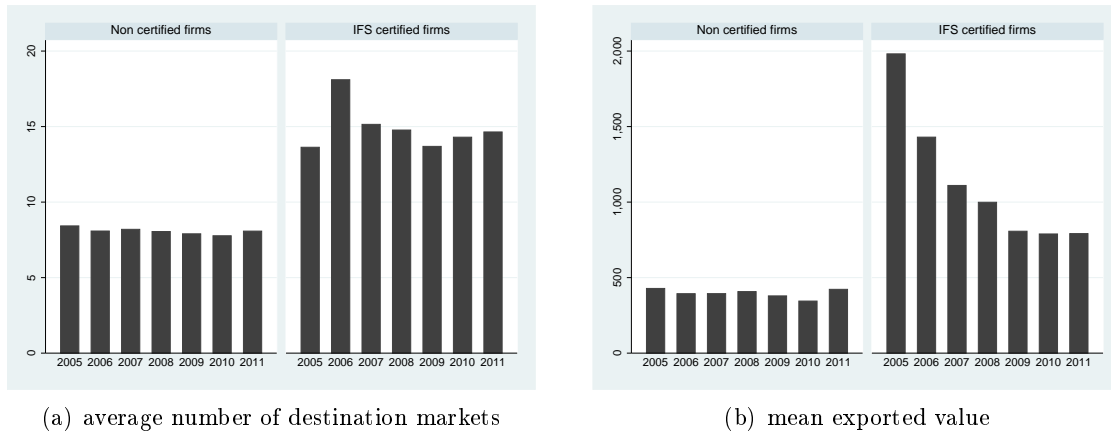 Non certified firms
IFS certified firms
20
15
10
5
0
2005 2006 2007 2008 2009 2010 2011
2005 2006 2007 2008 2009 2010 2011
(a) average number of destination markets
Non certified firms
IFS certified firms
2,000
1,500
1,000
500
0
2005 2006 2007 2008 2009 2010 2011
2005 2006 2007 2008 2009 2010 2011
(b) mean exported value